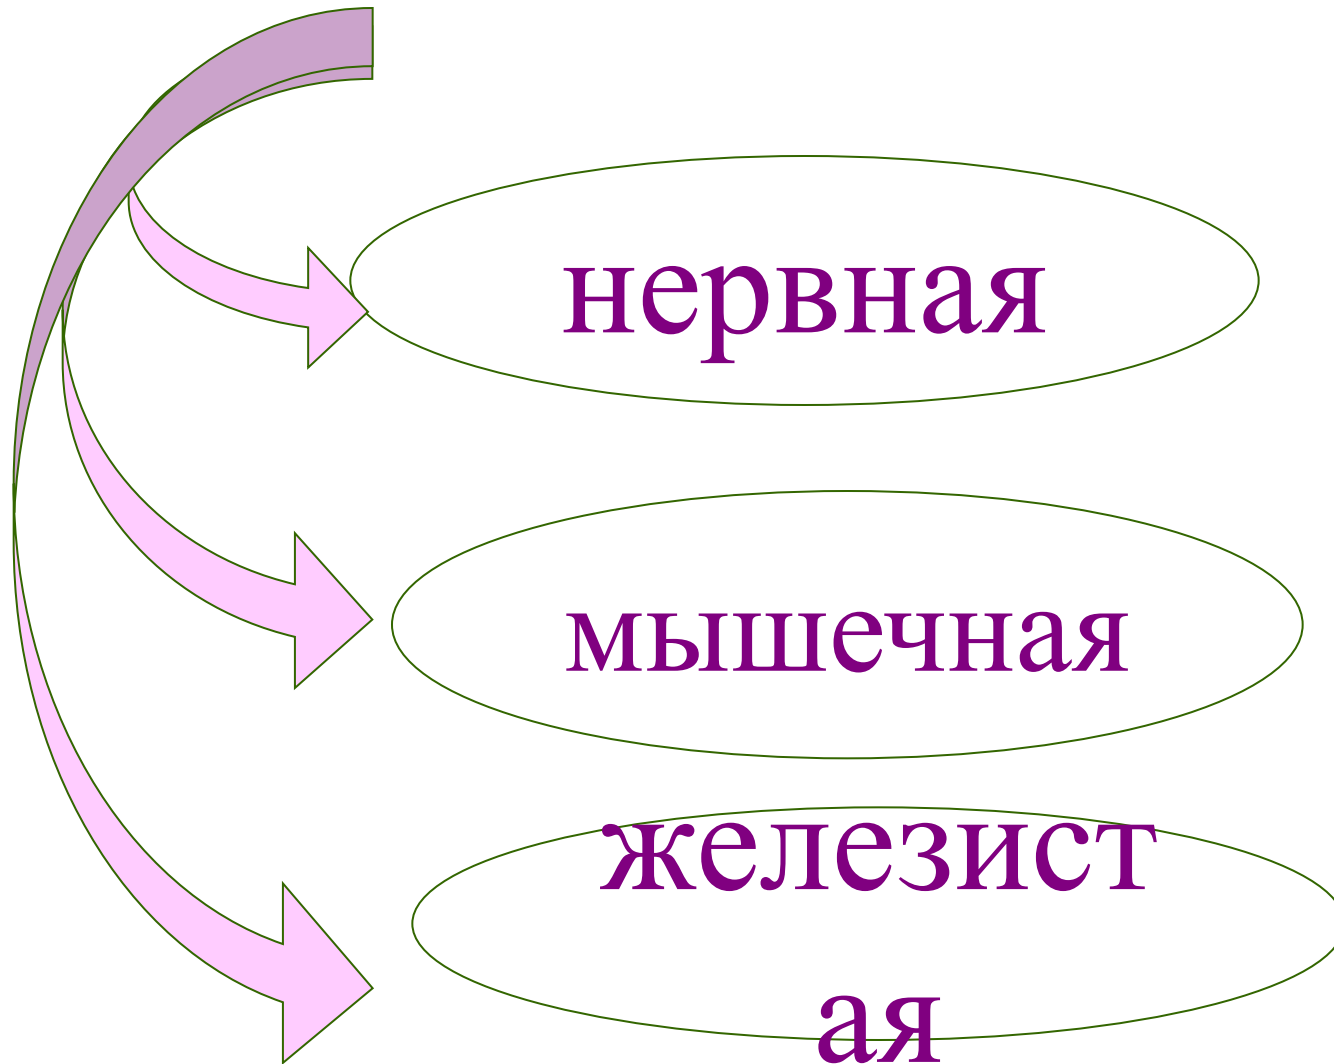 нервная
мышечная
железист
ая